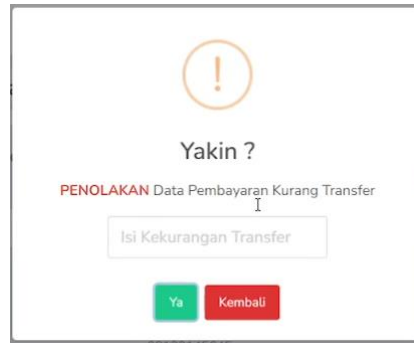 !
Yakin ?
PENOLAKAN Data Pembayaran Kurang Transfer
Isi Kekurangan Transfer
Ya Kembali